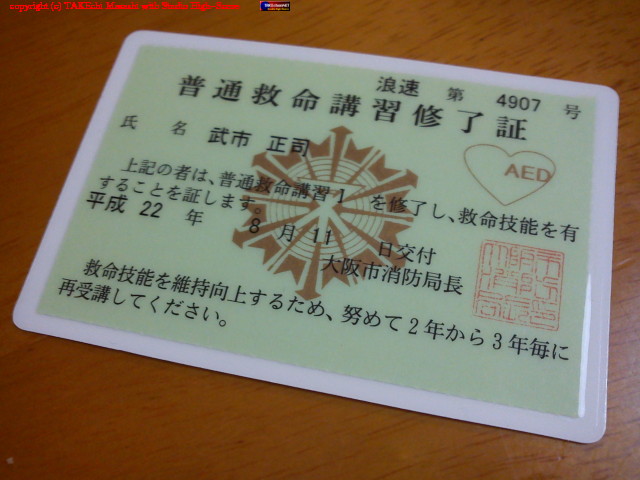 copyright (c) TAKEichi Masashi with Studio High-Sense
浪速 第 4907 号
普通救命講習修了証
氏 名 武市 正司
AED
上記の者は、普通救命講習 1 を修了し、救命技能を有
することを証します。
平成 22 年 8 月 11 日交付
大阪市消防局長
救命技能を維持向上するため、努めて2年から3年毎に
再受講してください。